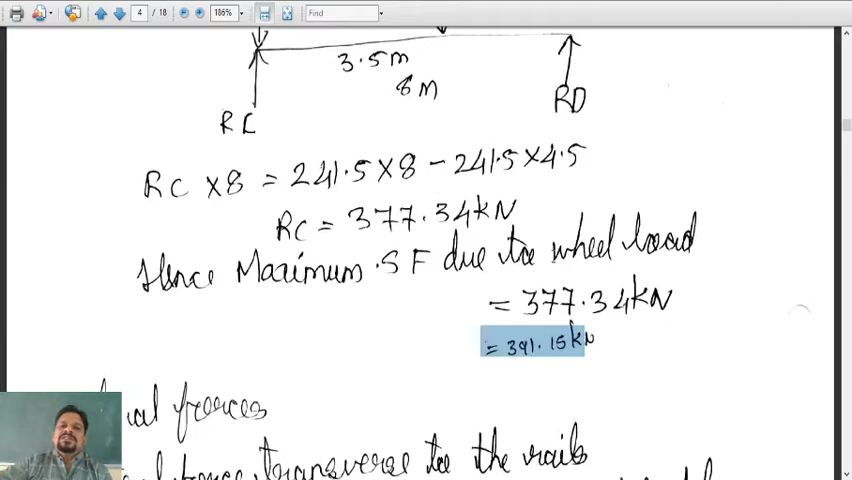 4 / 18
186%
Find
3.5m
8m
RC
RD
RC × 8 = 241.5 × 8 - 241.5 × 4.5
RC = 377.34 kN
Hence Maximum SF due to wheel load
= 377.34 kN
= 391.15 kN
forces
transverse to the rails